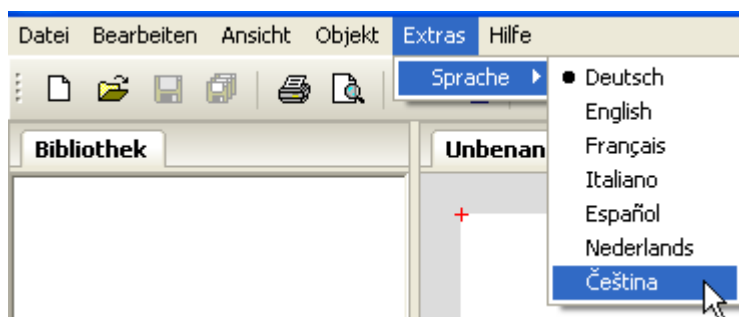 Datei Bearbeiten Ansicht Objekt Extras Hilfe
Sprache
Deutsch
English
Français
Italiano
Español
Nederlands
Čeština
Bibliothek
Unbenan